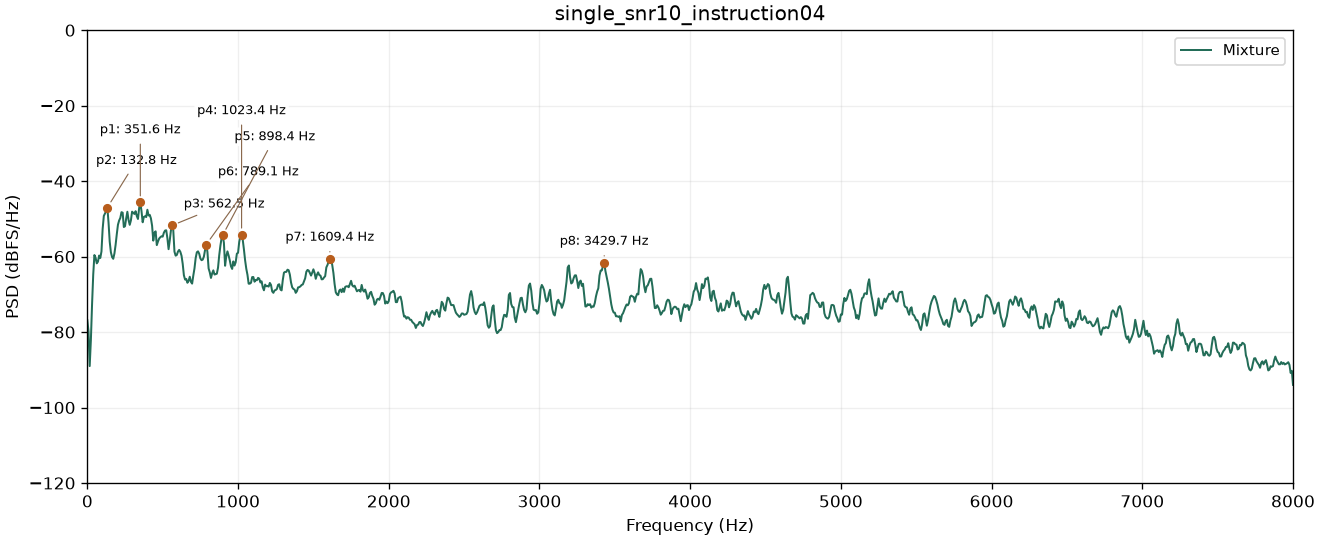 single_snr10_instruction04
Mixture
p4: 1023.4 Hz
p1: 351.6 Hz
p5: 898.4 Hz
p2: 132.8 Hz
p6: 789.1 Hz
p3: 562.5 Hz
p7: 1609.4 Hz
p8: 3429.7 Hz
PSD (dBFS/Hz)
0
−20
−40
−60
−80
−100
−120
0 1000 2000 3000 4000 5000 6000 7000 8000
Frequency (Hz)